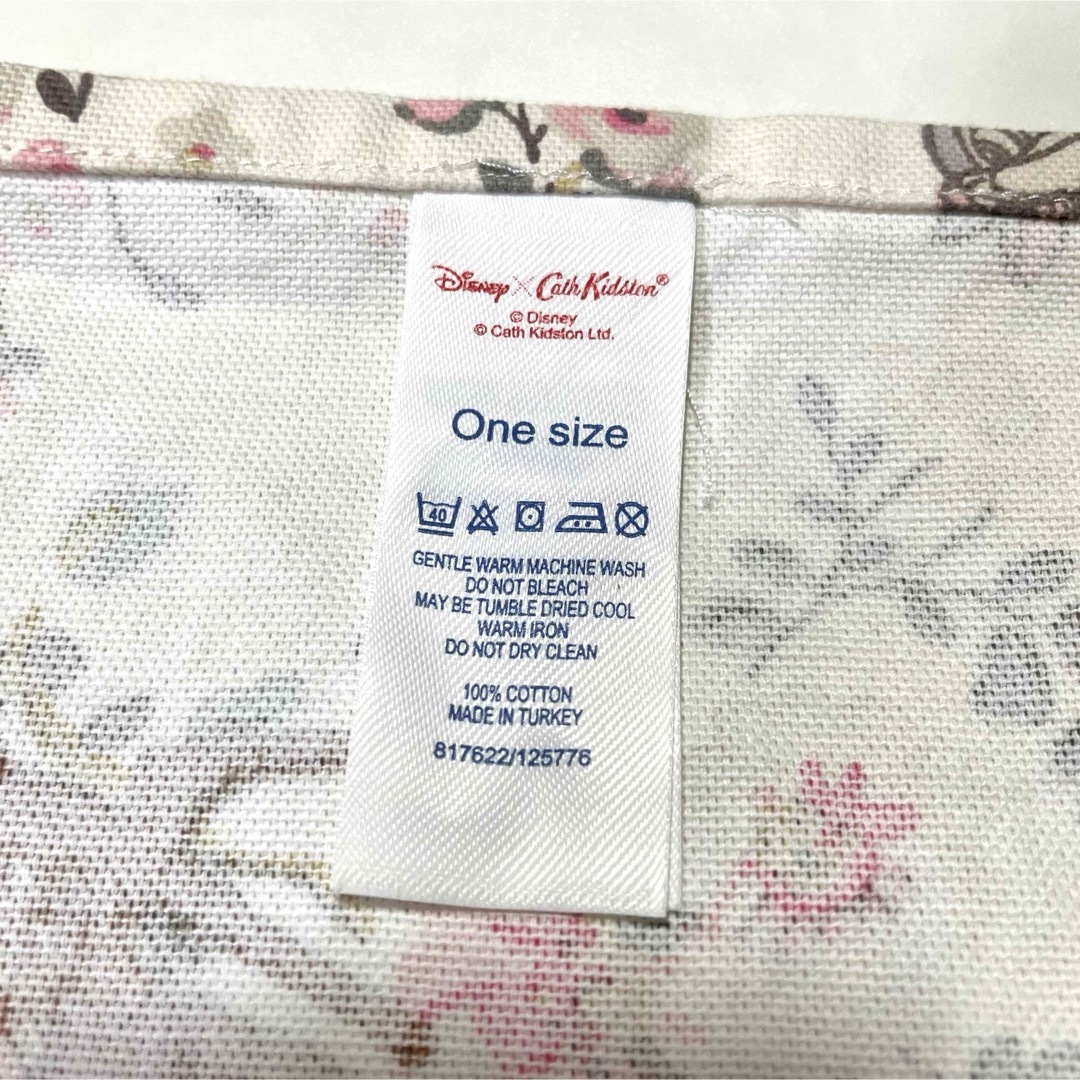 Disney × Cath Kidston®
© Disney
© Cath Kidston Ltd.
One size
40
GENTLE WARM MACHINE WASH
DO NOT BLEACH
MAY BE TUMBLE DRIED COOL
WARM IRON
DO NOT DRY CLEAN
100% COTTON
MADE IN TURKEY
817622/125776